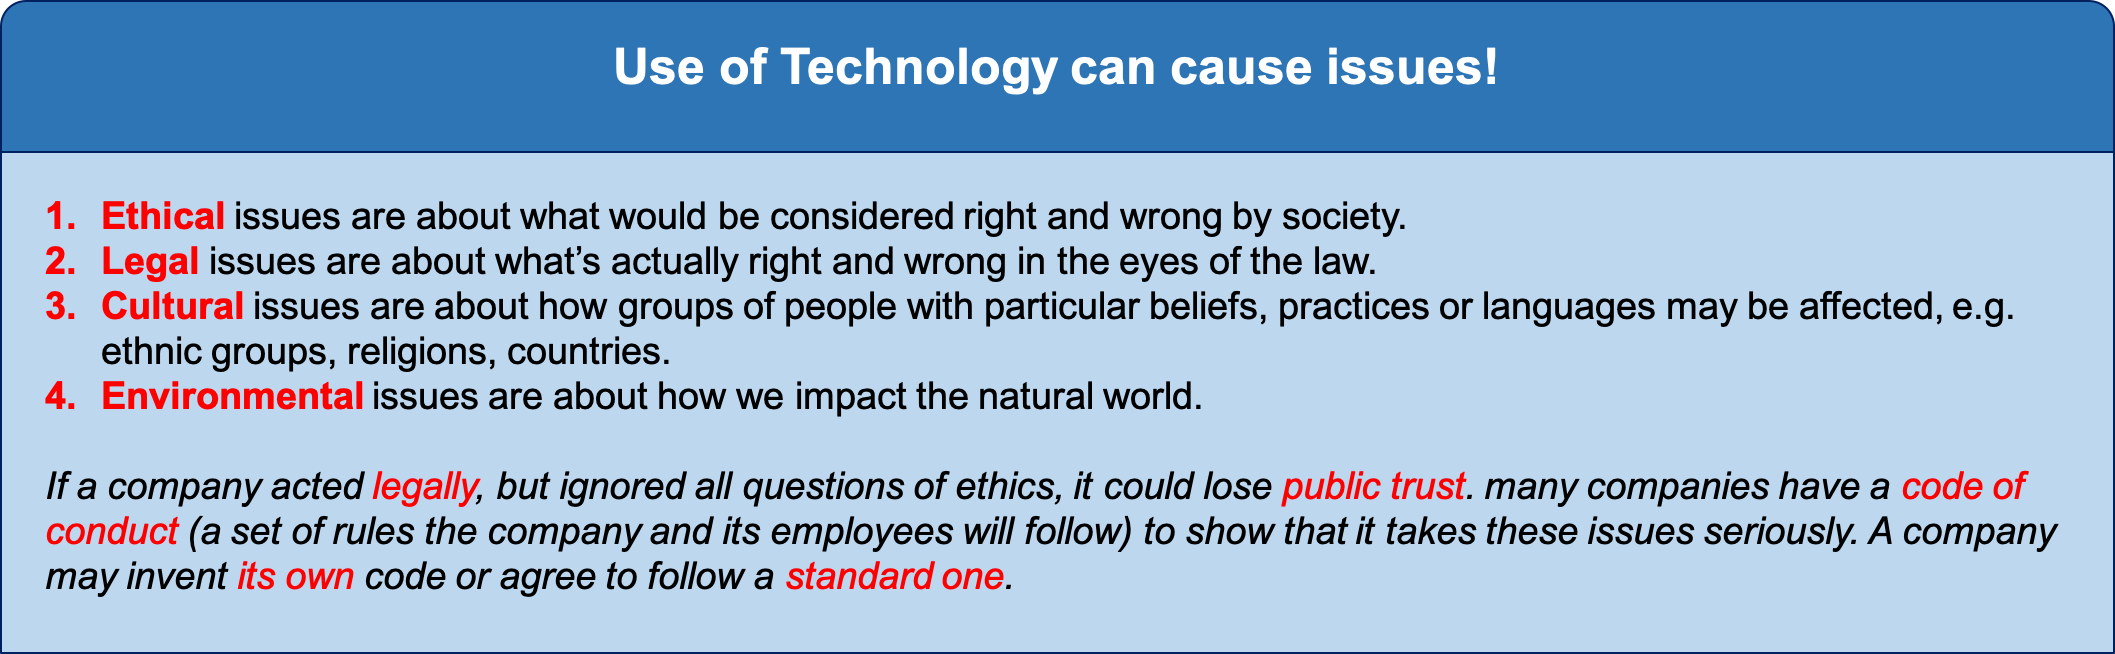 Use of Technology can cause issues!
1. Ethical issues are about what would be considered right and wrong by society.
2. Legal issues are about what’s actually right and wrong in the eyes of the law.
3. Cultural issues are about how groups of people with particular beliefs, practices or languages may be affected, e.g.
ethnic groups, religions, countries.
4. Environmental issues are about how we impact the natural world.
If a company acted legally, but ignored all questions of ethics, it could lose public trust. many companies have a code of
conduct (a set of rules the company and its employees will follow) to show that it takes these issues seriously. A company
may invent its own code or agree to follow a standard one.